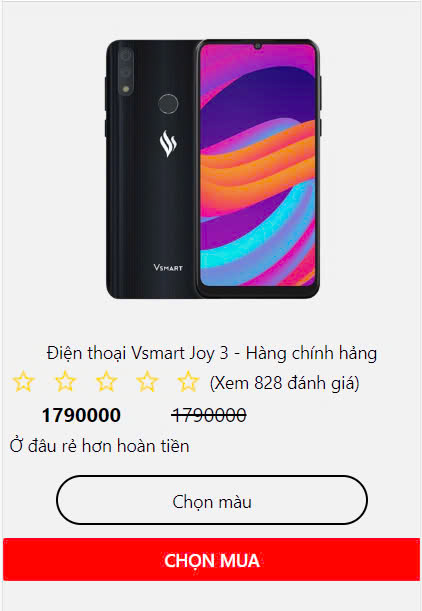 VSMART
Điện thoại Vsmart Joy 3 - Hàng chính hảng
(Xem 828 đánh giá)
1790000 1790000
Ở đâu rẻ hơn hoàn tiền
Chọn màu
CHỌN MUA